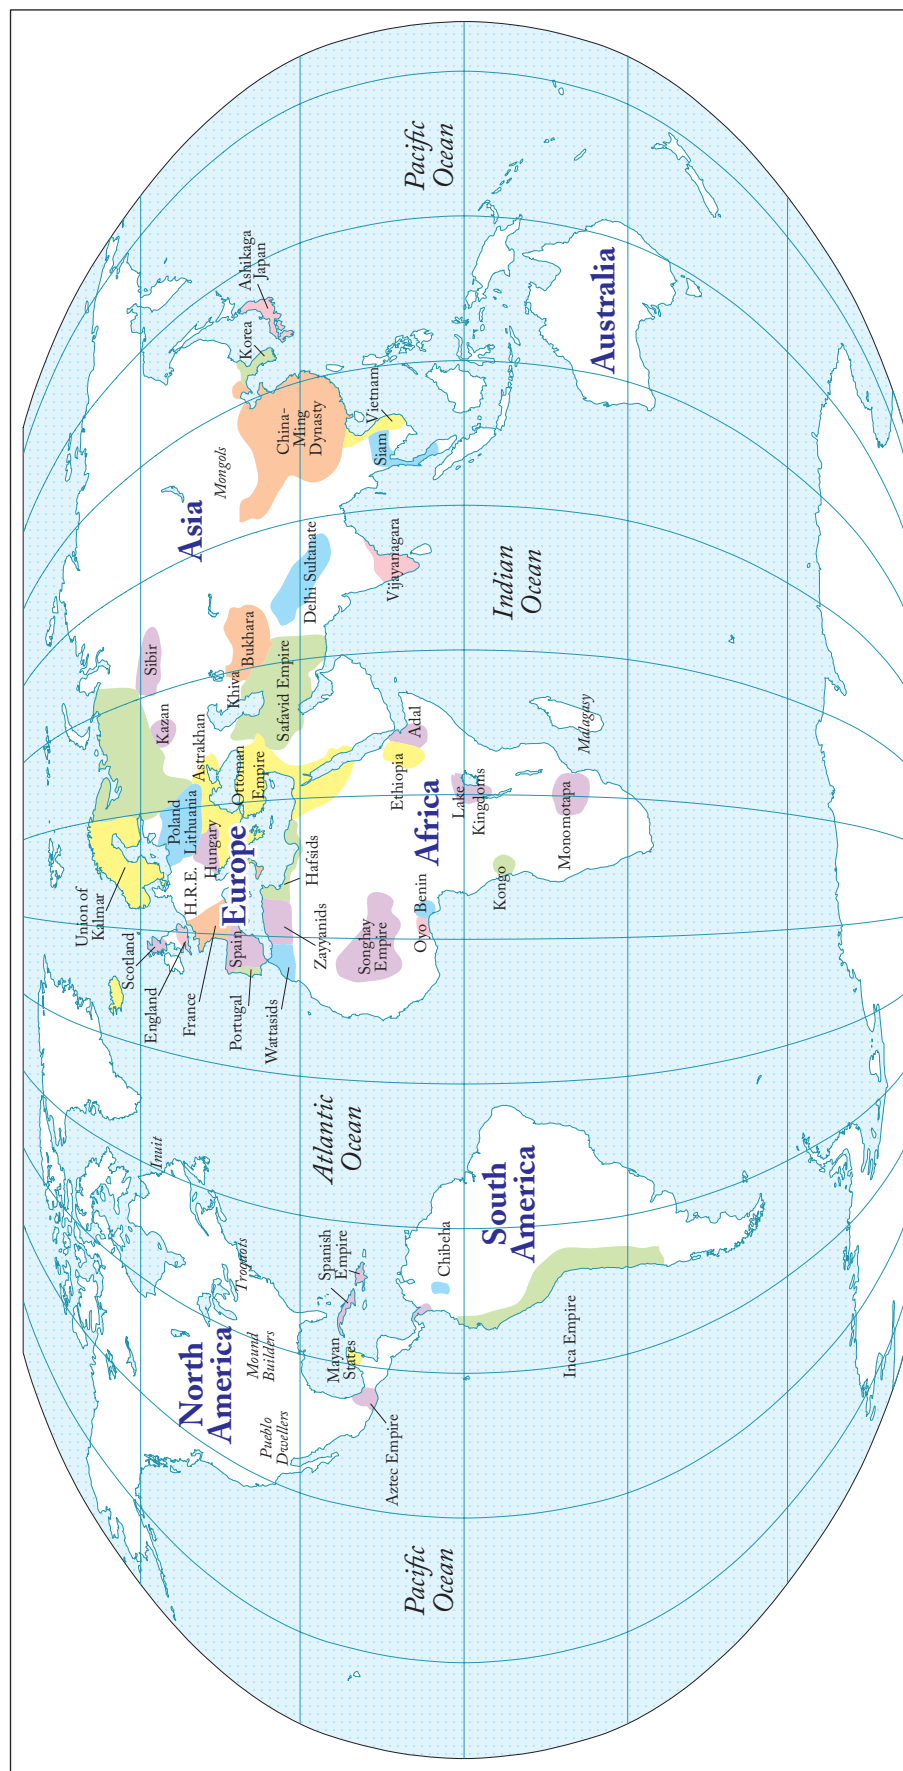 North
America
Inuit
Troquots
Mound
Builders
Pueblo
Dwellers
Spanish
Empire
Mayan
States
Aztec Empire
Chibeha
South
America
Inca Empire
Pacific
Ocean
Atlantic
Ocean
Union of
Kalmar
Scotland
England
France
Portugal
Spain
Wattasids
Zayyanids
Hafsids
H.R.E.
Europe
Poland
Lithuania
Hungary
Ottoman
Empire
Astrakhan
Kazan
Sibir
Khiva
Bukhara
Safavid Empire
Delhi Sultanate
Asia
Mongols
China-
Ming
Dynasty
Korea
Ashikaga
Japan
Vietnam
Siam
Vijayanagara
Songhay
Empire
Oyo
Benin
Africa
Ethiopia
Adal
Lake
Kingdoms
Kongo
Monomotapa
Malagasy
Indian
Ocean
Australia
Pacific
Ocean